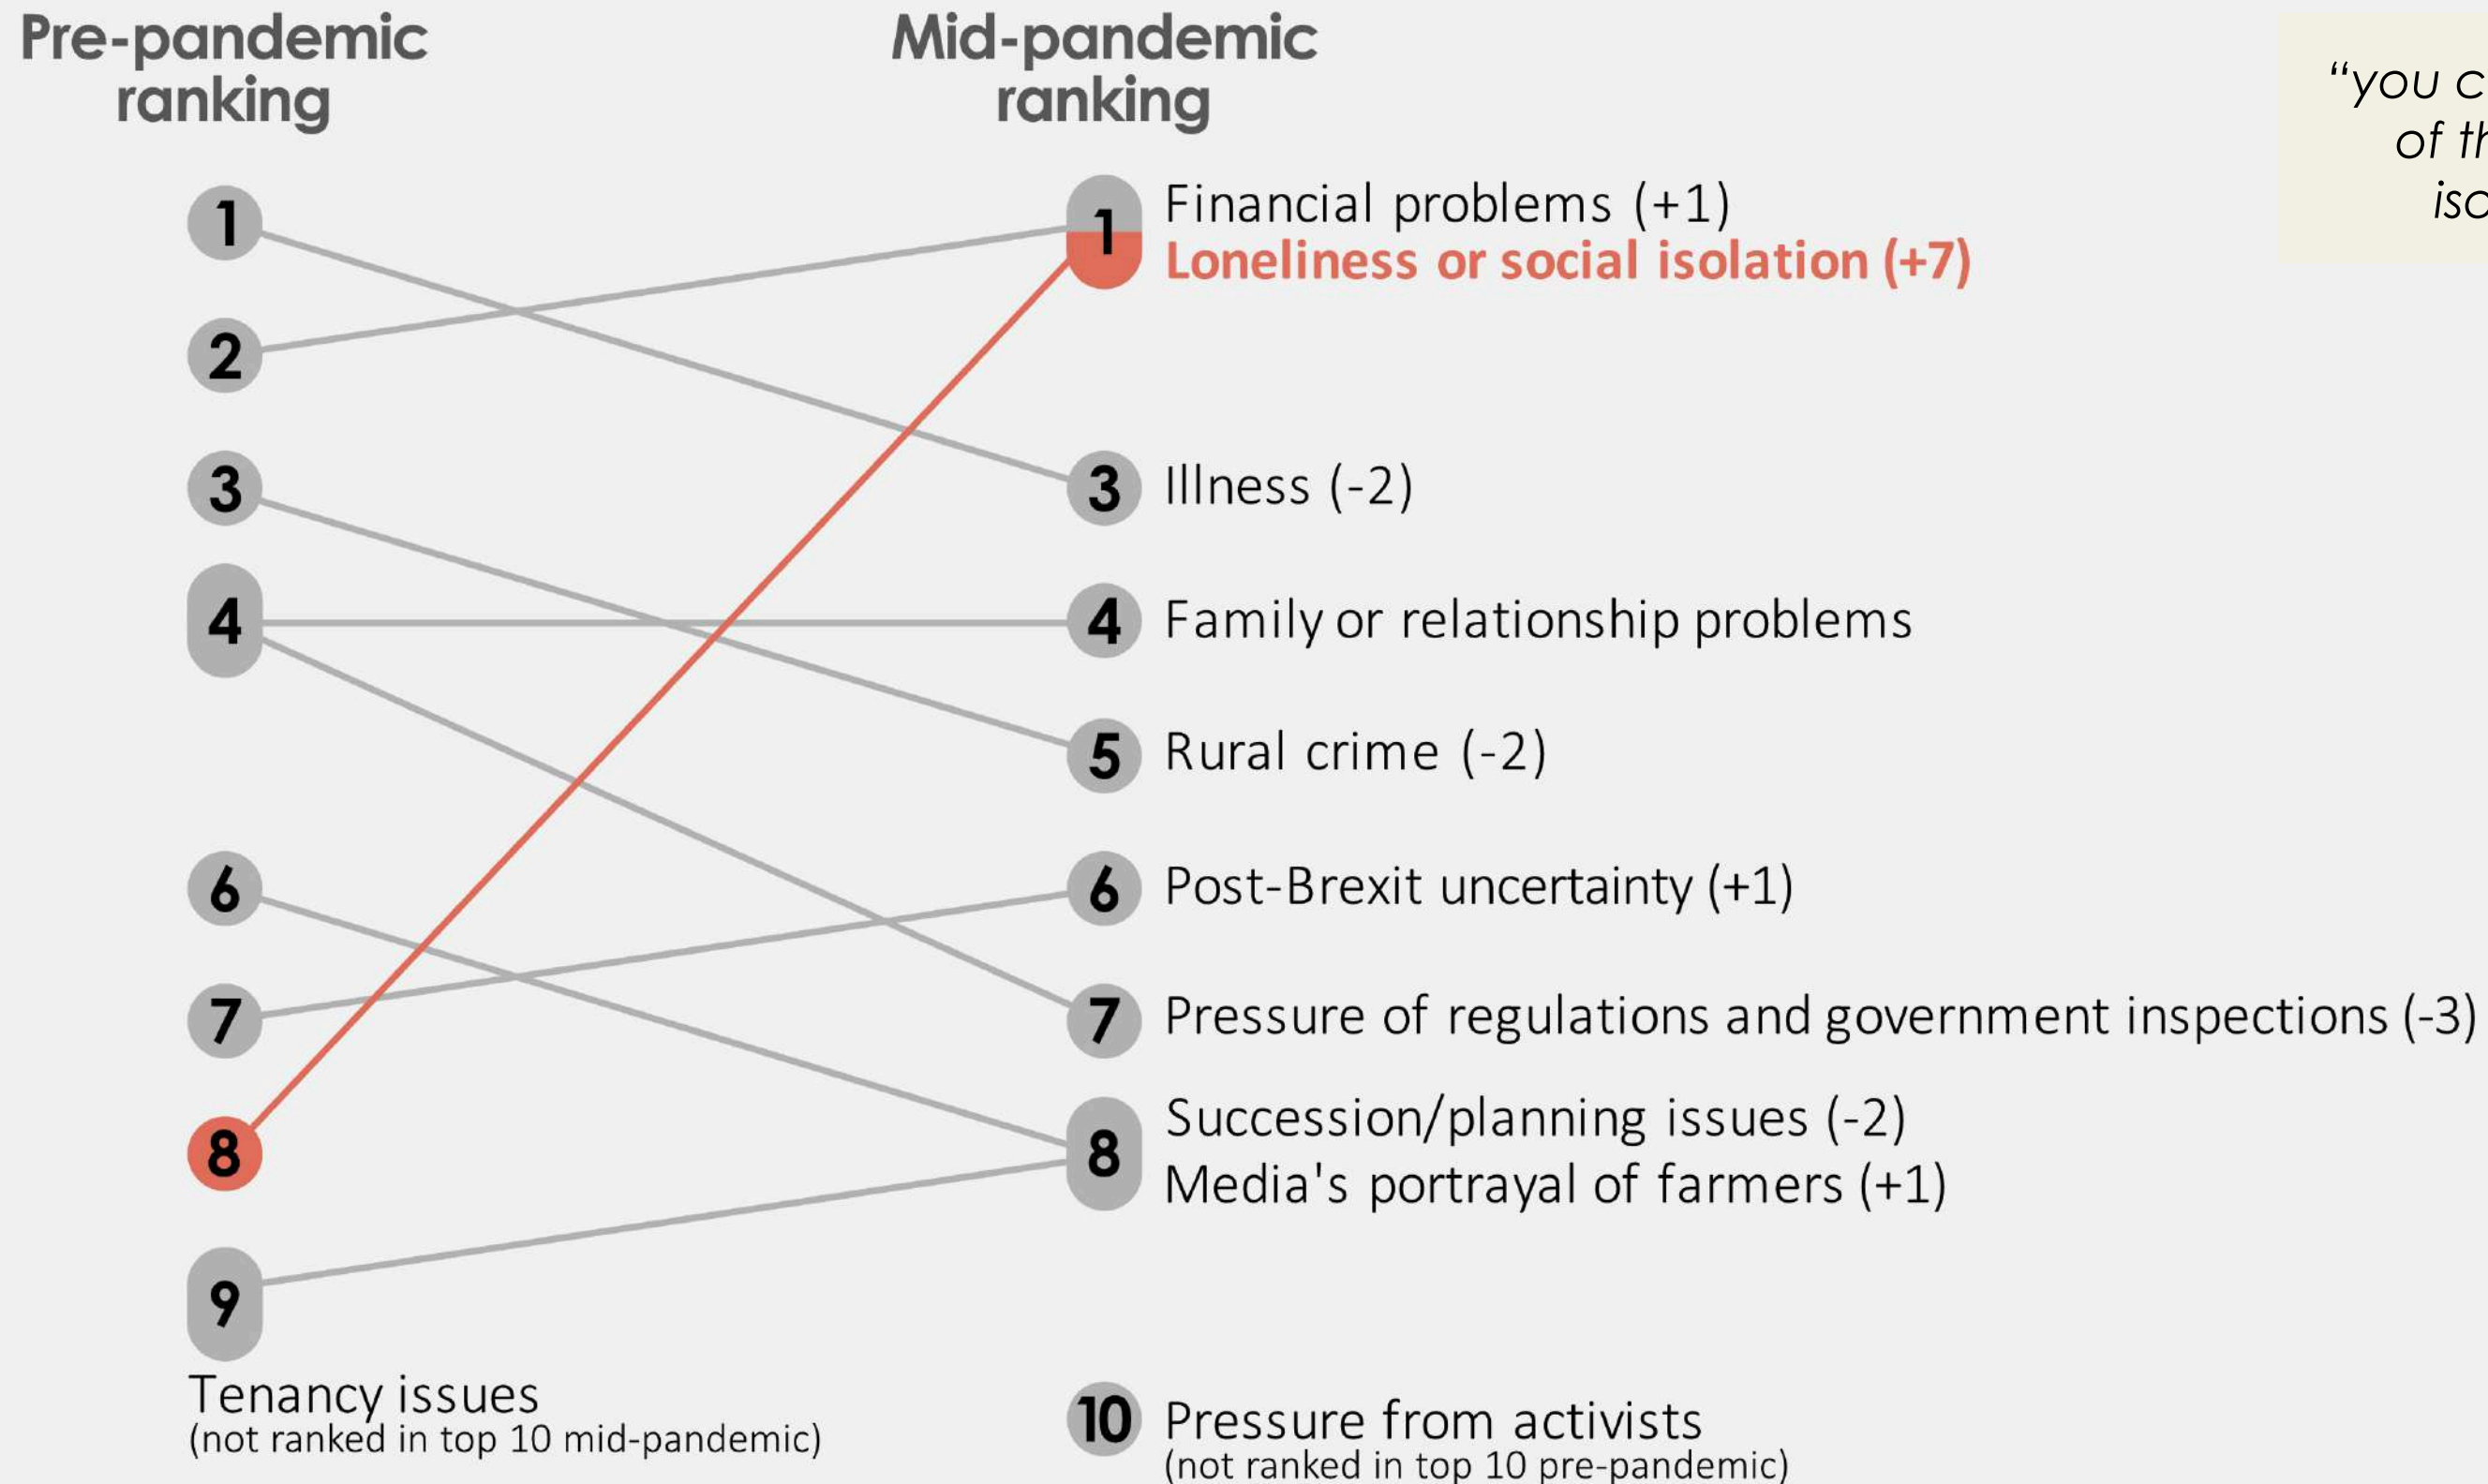 Pre-pandemic
ranking
Mid-pandemic
ranking
"you c
of th
iso
1
2
3
4
6
7
8
9
Tenancy issues
(not ranked in top 10 mid-pandemic)
1
Financial problems (+1)
Loneliness or social isolation (+7)
3 Illness (-2)
4 Family or relationship problems
5 Rural crime (-2)
6 Post-Brexit uncertainty (+1)
7 Pressure of regulations and government inspections (-3)
8
Succession/planning issues (-2)
Media's portrayal of farmers (+1)
10 Pressure from activists
(not ranked in top 10 pre-pandemic)